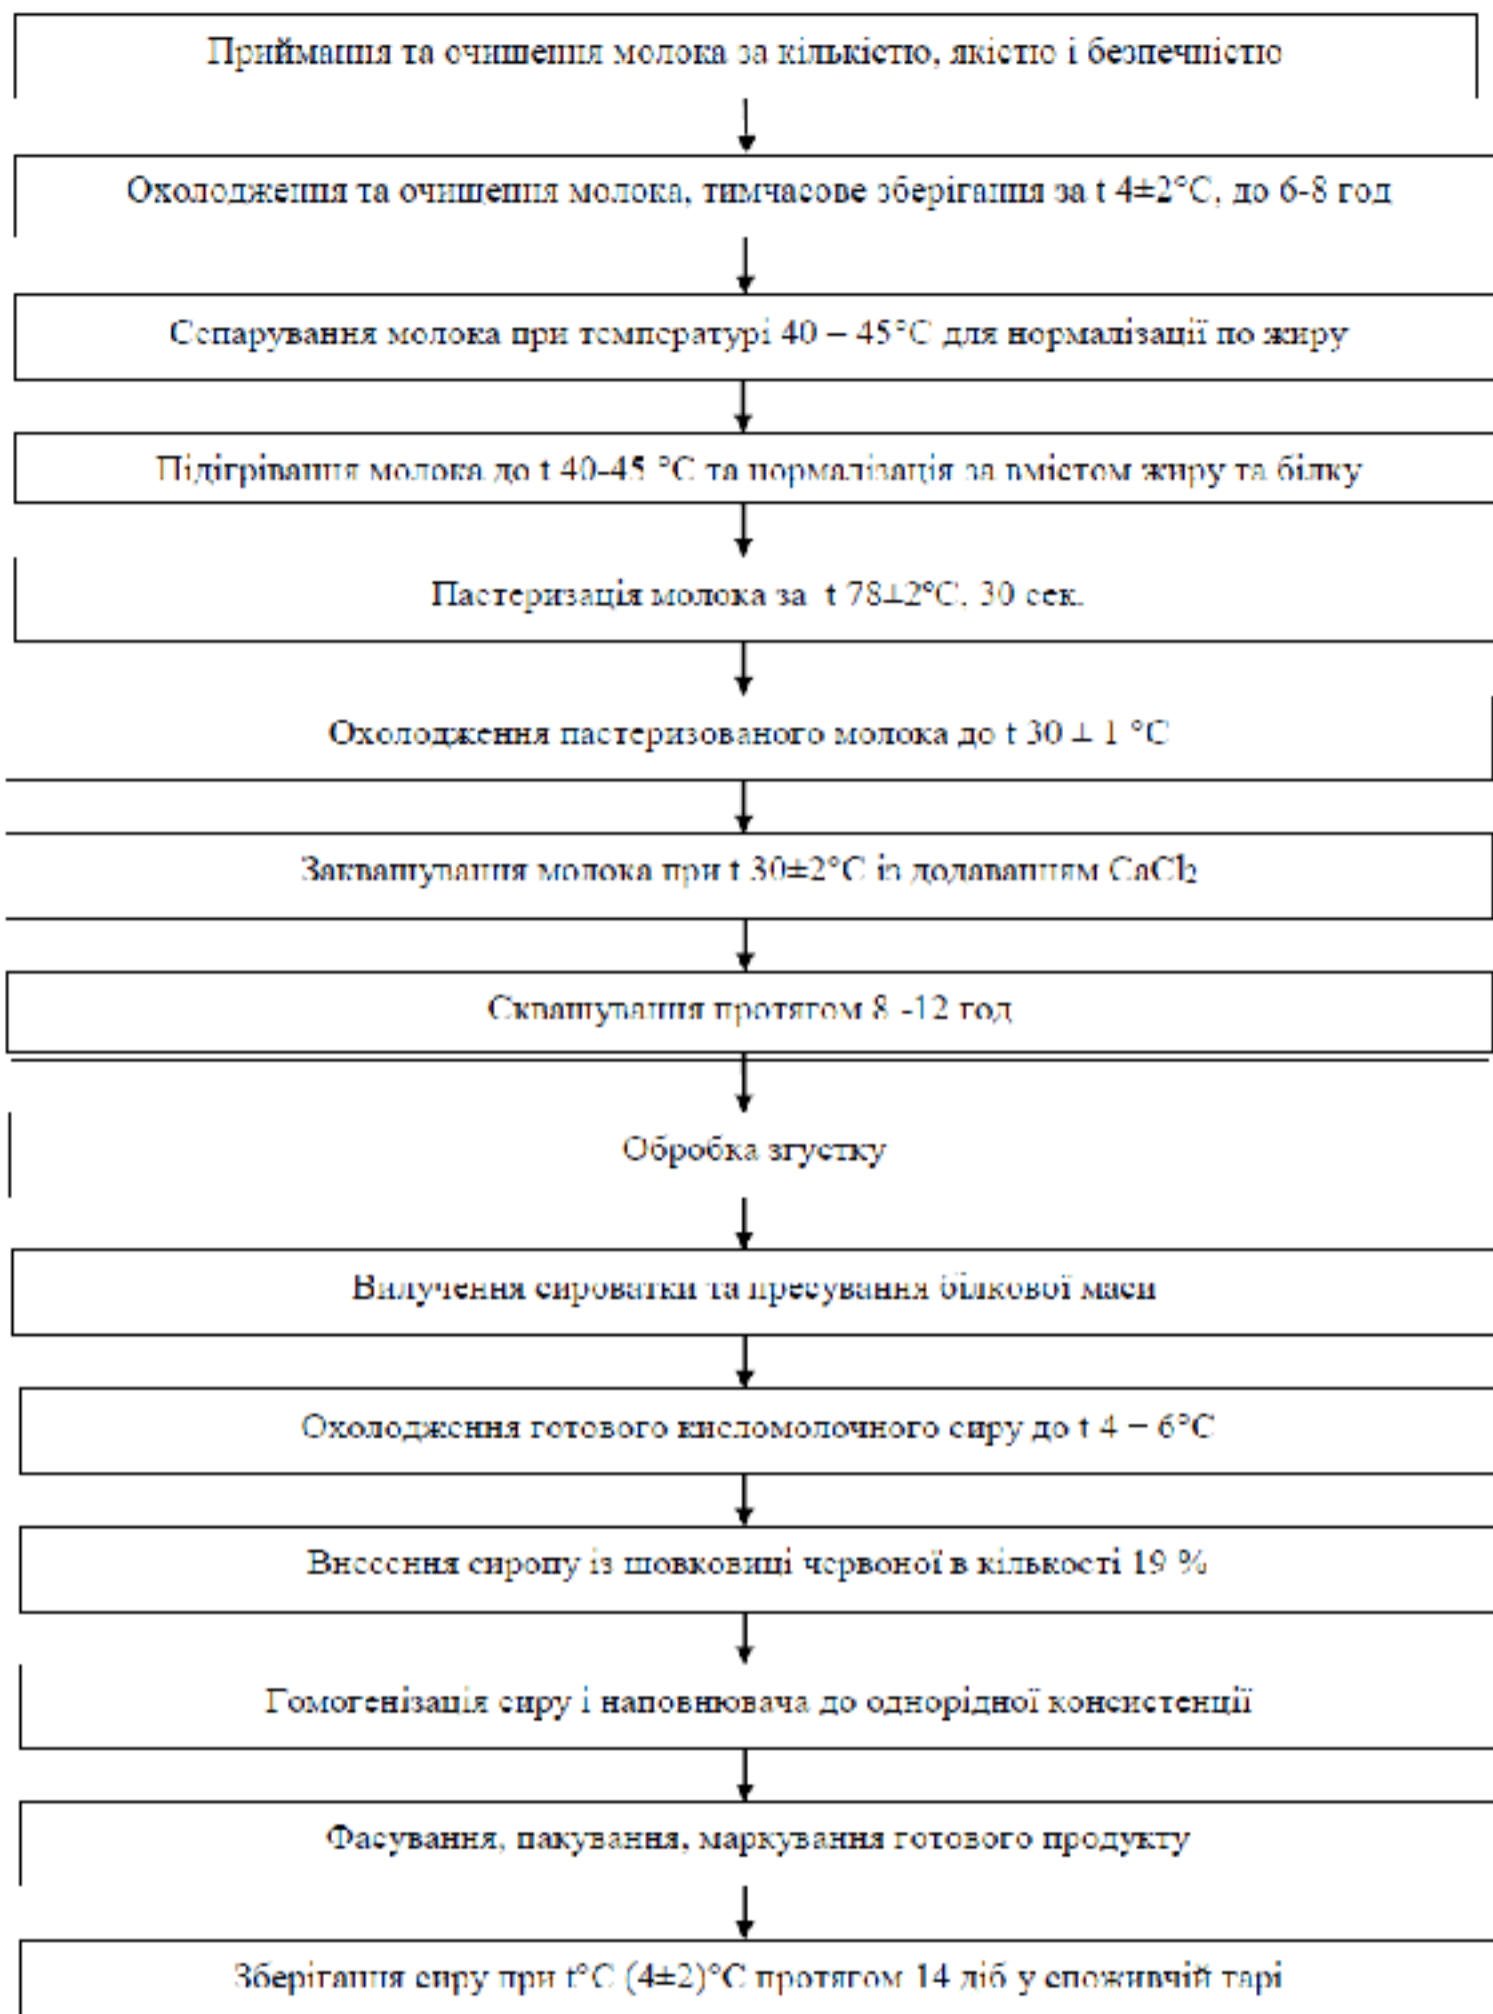 Приймання та очищення молока за кількістю, якістю і безпечністю
Охолодження та очищення молока, тимчасове зберігання за t 4±2°С, до 6-8 год
Сепарування молока при температурі 40 – 45°С для нормалізації по жиру
Підігрівання молока до t 40-45 °С та нормалізація за вмістом жиру та білку
Пастеризація молока за t 78±2°С, 30 сек.
Охолодження пастеризованого молока до t 30 ± 1 °С
Заквашування молока при t 30±2°С із додаванням CaCl₂
Сквашування протягом 8 -12 год
Обробка згустку
Вилучення сироватки та пресування білкової маси
Охолодження готового кисломолочного сиру до t 4 – 6°С
Внесення сиропу із шовковиці червоної в кількості 19 %
Гомогенізація сиру і наповнювача до однорідної консистенції
Фасування, пакування, маркування готового продукту
Зберігання сиру при t°С (4±2)°С протягом 14 діб у споживчій тарі